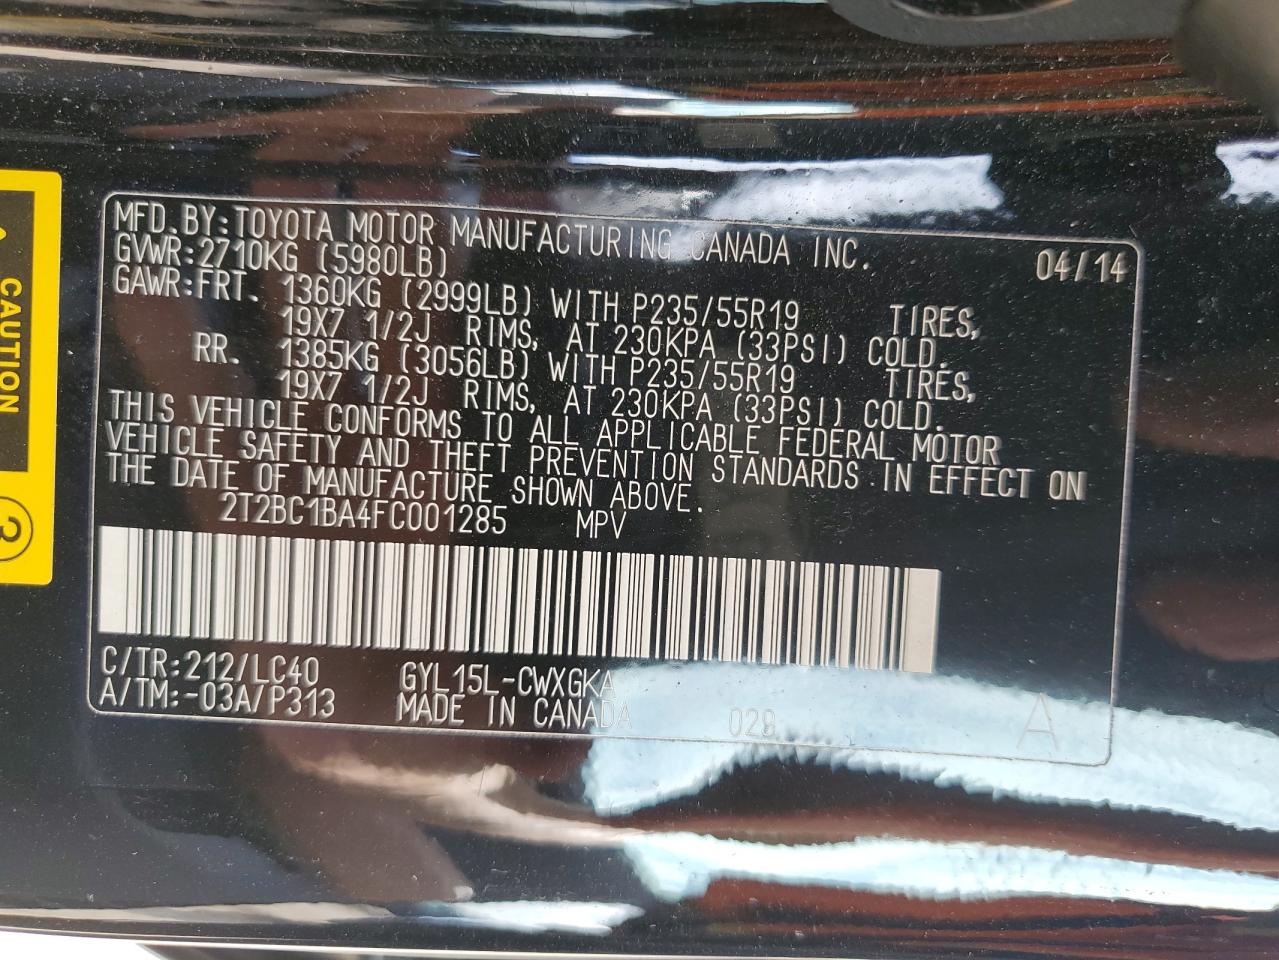 MFD.BY:TOYOTA MOTOR MANUFACTURING CANADA INC. 04/14
GVWR:2710KG (5980LB)
GAWR:FRT. 1360KG (2999LB) WITH P235/55R19 TIRES,
19X7 1/2J RIMS, AT 230KPA (33PSI) COLD.
RR. 1385KG (3056LB) WITH P235/55R19 TIRES,
19X7 1/2J RIMS, AT 230KPA (33PSI) COLD.
THIS VEHICLE CONFORMS TO ALL APPLICABLE FEDERAL MOTOR
VEHICLE SAFETY AND THEFT PREVENTION STANDARDS IN EFFECT ON
THE DATE OF MANUFACTURE SHOWN ABOVE.
2T2BC1BA4FC001285 MPV
C/TR:212/LC40 GYL15L-CWXGKA
A/TM:-03A/P313 MADE IN CANADA 029 A
CAUTION
3